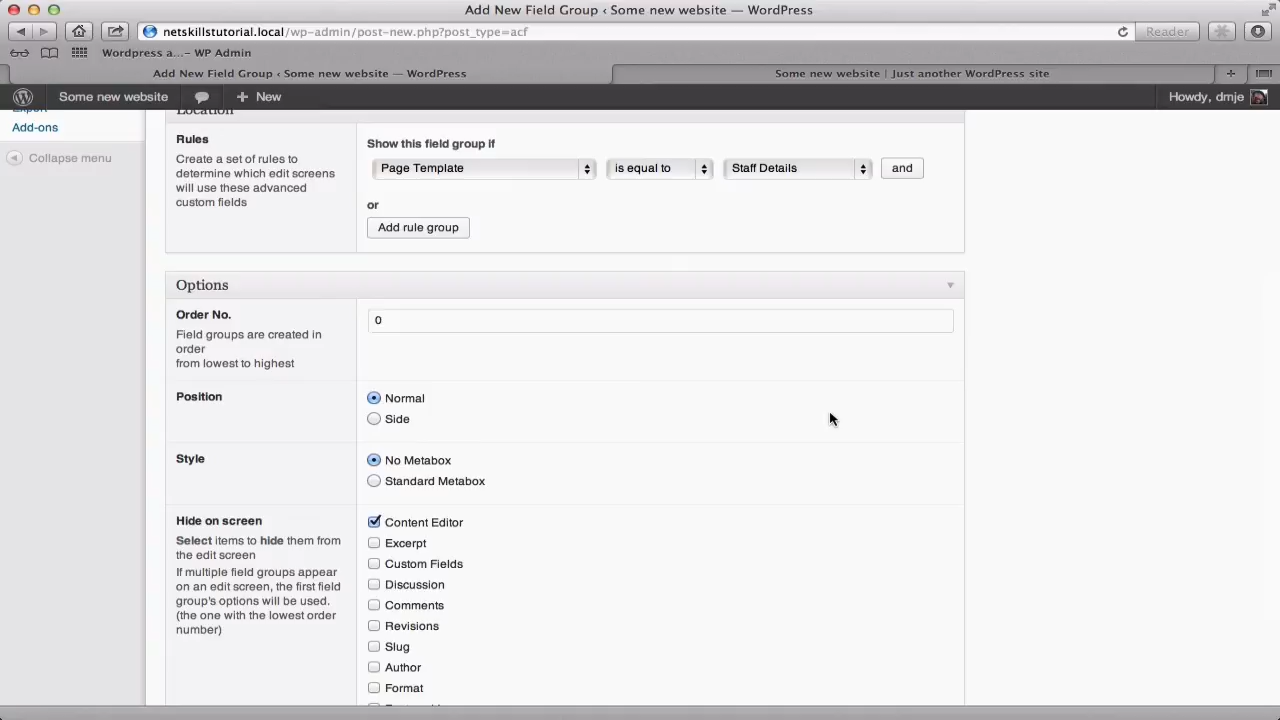 Add New Field Group ‹ Some new website — WordPress
netskillstutorial.local/wp-admin/post-new.php?post_type=acf
Reader
Wordpress a...– WP Admin
Add New Field Group ‹ Some new website — WordPress
Some new website | Just another WordPress site
Some new website
New
Howdy, dmje
Export
Location
Add-ons
Collapse menu
Rules
Create a set of rules to
determine which edit screens
will use these advanced
custom fields
Show this field group if
Page Template
is equal to
Staff Details
and
or
Add rule group
Options
Order No.
Field groups are created in
order
from lowest to highest
0
Position
Normal
Side
Style
No Metabox
Standard Metabox
Hide on screen
Select items to hide them from
the edit screen
If multiple field groups appear
on an edit screen, the first field
group's options will be used.
(the one with the lowest order
number)
Content Editor
Excerpt
Custom Fields
Discussion
Comments
Revisions
Slug
Author
Format